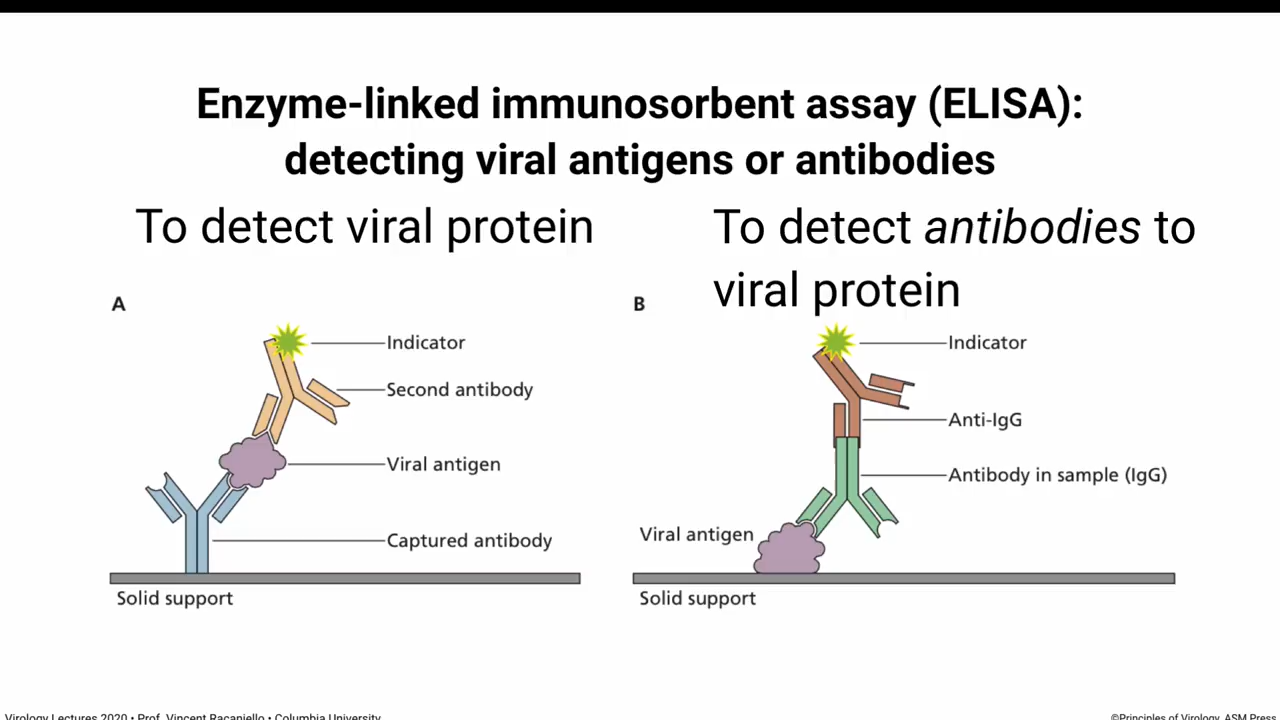 Enzyme-linked immunosorbent assay (ELISA):
detecting viral antigens or antibodies
To detect viral protein
To detect antibodies to
viral protein
A
Indicator
Second antibody
Viral antigen
Captured antibody
Solid support
B
Indicator
Anti-IgG
Antibody in sample (IgG)
Viral antigen
Solid support
Virology Lectures 2020 • Prof. Vincent Racaniello • Columbia University
©Principles of Virology, ASM Press